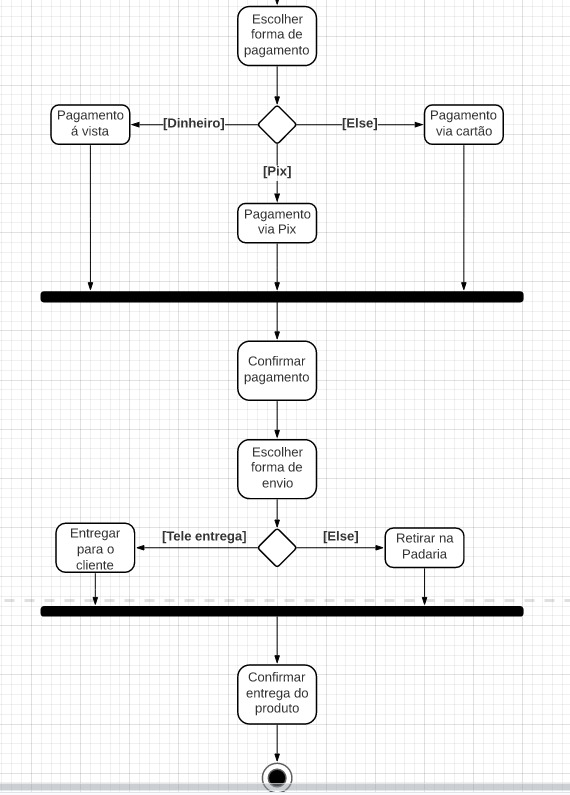 Escolher
forma de
pagamento
Pagamento
á vista
[Dinheiro]
[Else]
Pagamento
via cartão
[Pix]
Pagamento
via Pix
Confirmar
pagamento
Escolher
forma de
envio
Entregar
para o
cliente
[Tele entrega]
[Else]
Retirar na
Padaria
Confirmar
entrega do
produto